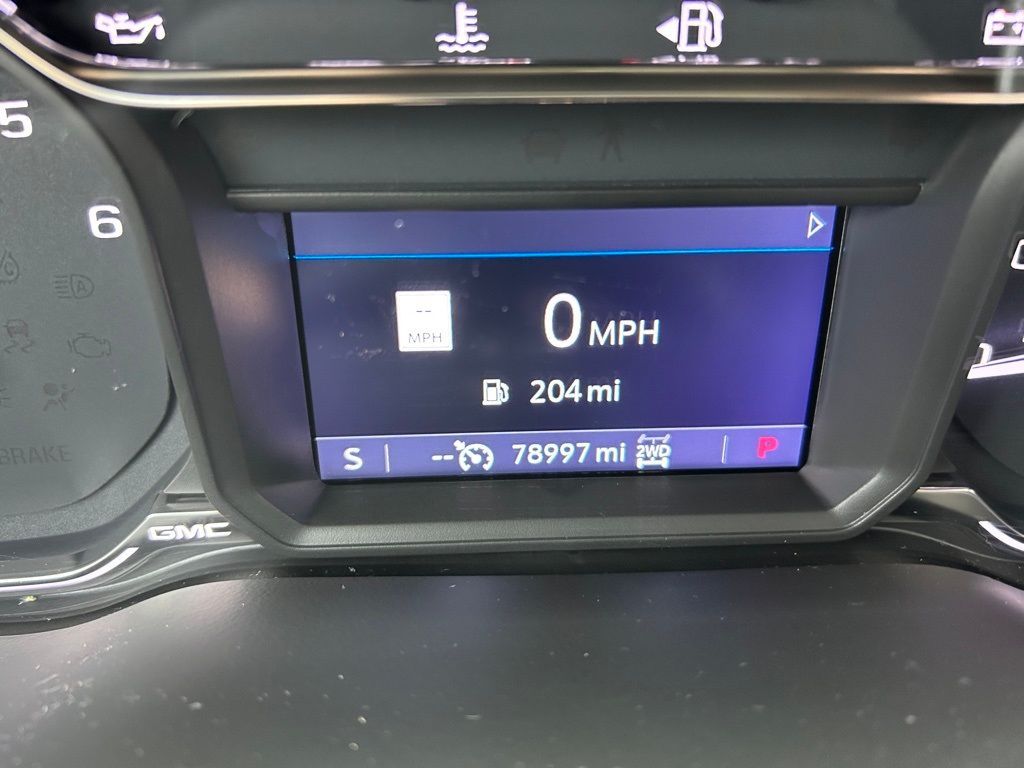 5
6
--
MPH
0 MPH
204 mi
S -- 78997 mi 2WD P
BRAKE
GMC